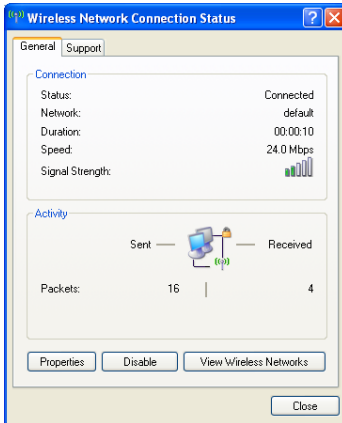 Wireless Network Connection Status
General Support
Connection
Status: Connected
Network: default
Duration: 00:00:10
Speed: 24.0 Mbps
Signal Strength:
Activity
Sent Received
Packets: 16 4
Properties Disable View Wireless Networks
Close